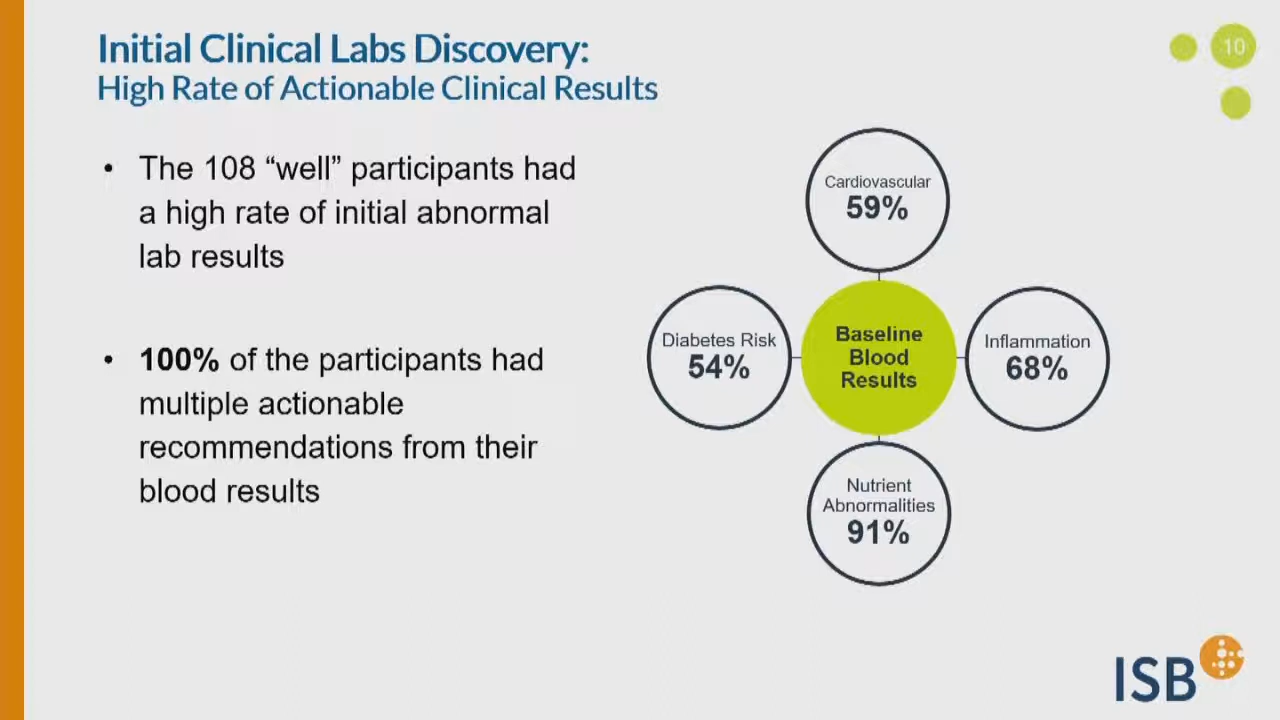 Initial Clinical Labs Discovery:
High Rate of Actionable Clinical Results
10
• The 108 “well” participants had
a high rate of initial abnormal
lab results
• 100% of the participants had
multiple actionable
recommendations from their
blood results
Cardiovascular
59%
Diabetes Risk
54%
Baseline
Blood
Results
Inflammation
68%
Nutrient
Abnormalities
91%
ISB